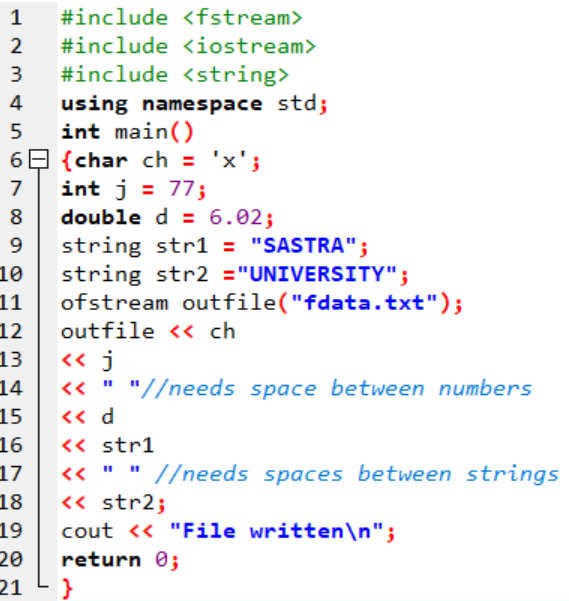 1 #include <fstream>
2 #include <iostream>
3 #include <string>
4 using namespace std;
5 int main()
6 {char ch = 'x';
7 int j = 77;
8 double d = 6.02;
9 string str1 = "SASTRA";
10 string str2 ="UNIVERSITY";
11 ofstream outfile("fdata.txt");
12 outfile << ch
13 << j
14 << " "//needs space between numbers
15 << d
16 << str1
17 << " " //needs spaces between strings
18 << str2;
19 cout << "File written\n";
20 return 0;
21 }